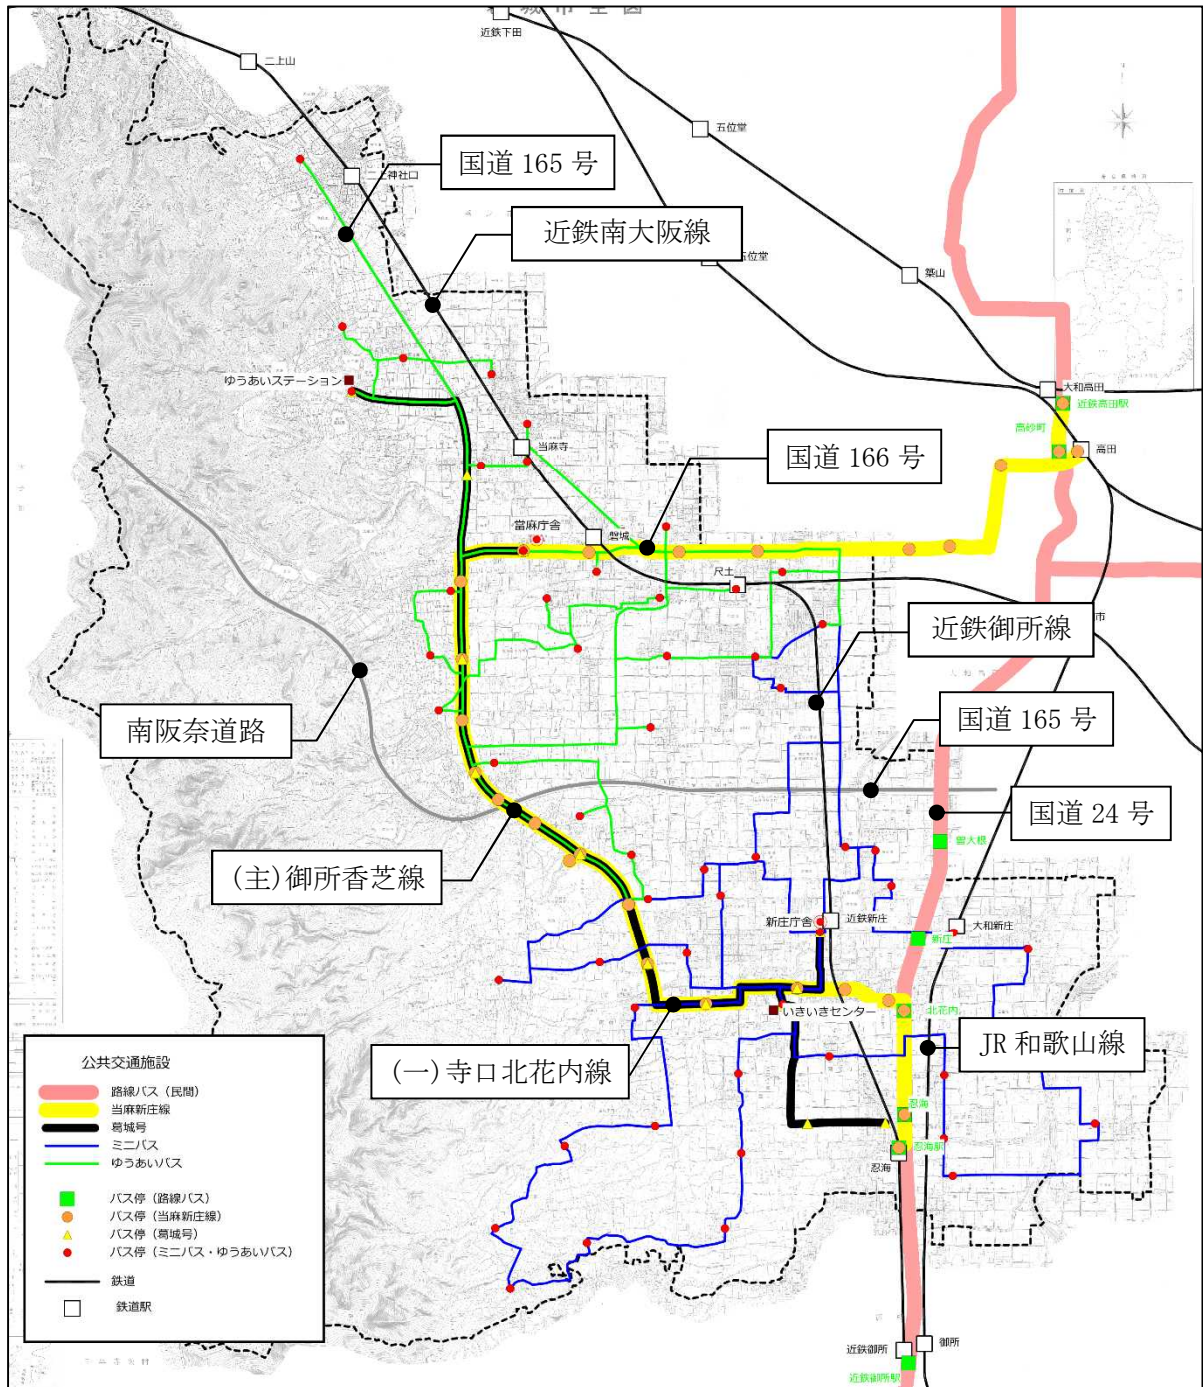 近鉄下田
二上山
五位堂
国道 165 号
二上神社口
近鉄南大阪線
五位堂
築山
大和高田
ゆうあいステーション
近鉄高田駅
高砂町
高田
当麻寺
国道 166 号
當麻庁舎
磐城
尺土
近鉄御所線
市
南阪奈道路
国道 165 号
国道 24 号
曽大根
(主)御所香芝線
新庄庁舎
近鉄新庄
大和新庄
新庄
いきいきセンター
北花内
JR 和歌山線
(一)寺口北花内線
忍海
忍海駅
忍海
公共交通施設
路線バス（民間）
当麻新庄線
葛城号
ミニバス
ゆうあいバス
バス停（路線バス）
バス停（当麻新庄線）
バス停（葛城号）
バス停（ミニバス・ゆうあいバス）
鉄道
鉄道駅
近鉄御所
御所
近鉄御所駅